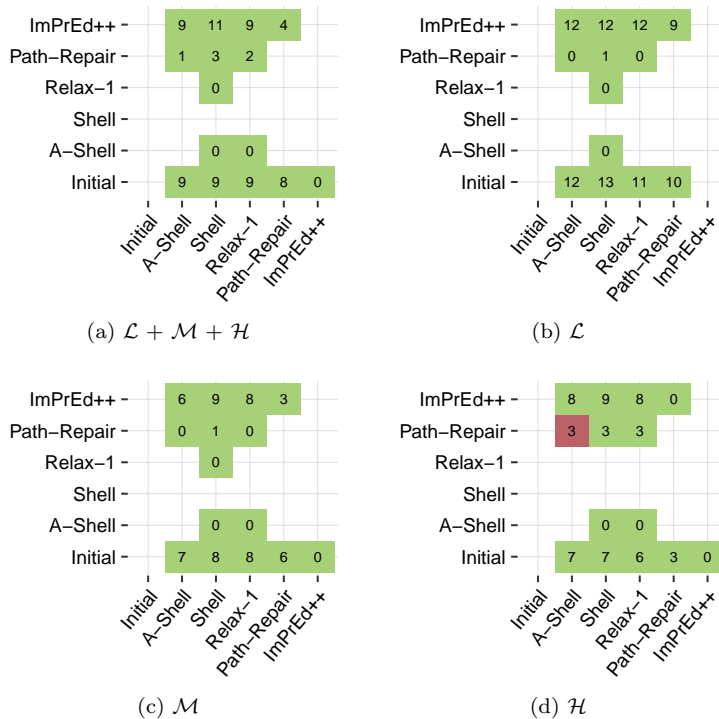 ImPrEd++ 9 11 9 4
Path−Repair 1 3 2
Relax−1 0
Shell
A−Shell 0 0
Initial 9 9 9 8 0
Initial A−Shell Shell Relax−1 Path−Repair ImPrEd++
(a) ℒ + ℳ + ℋ
ImPrEd++ 12 12 12 9
Path−Repair 0 1 0
Relax−1 0
Shell
A−Shell 0
Initial 12 13 11 10
Initial A−Shell Shell Relax−1 Path−Repair ImPrEd++
(b) ℒ
ImPrEd++ 6 9 8 3
Path−Repair 0 1 0
Relax−1 0
Shell
A−Shell 0 0
Initial 7 8 8 6 0
Initial A−Shell Shell Relax−1 Path−Repair ImPrEd++
(c) ℳ
ImPrEd++ 8 9 8 0
Path−Repair 3 3 3
Relax−1
Shell
A−Shell 0 0
Initial 7 7 6 3 0
Initial A−Shell Shell Relax−1 Path−Repair ImPrEd++
(d) ℋ